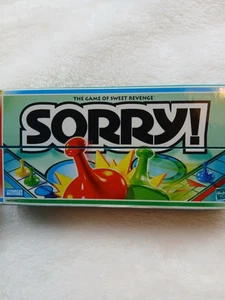 THE GAME OF SWEET REVENGE
SORRY!